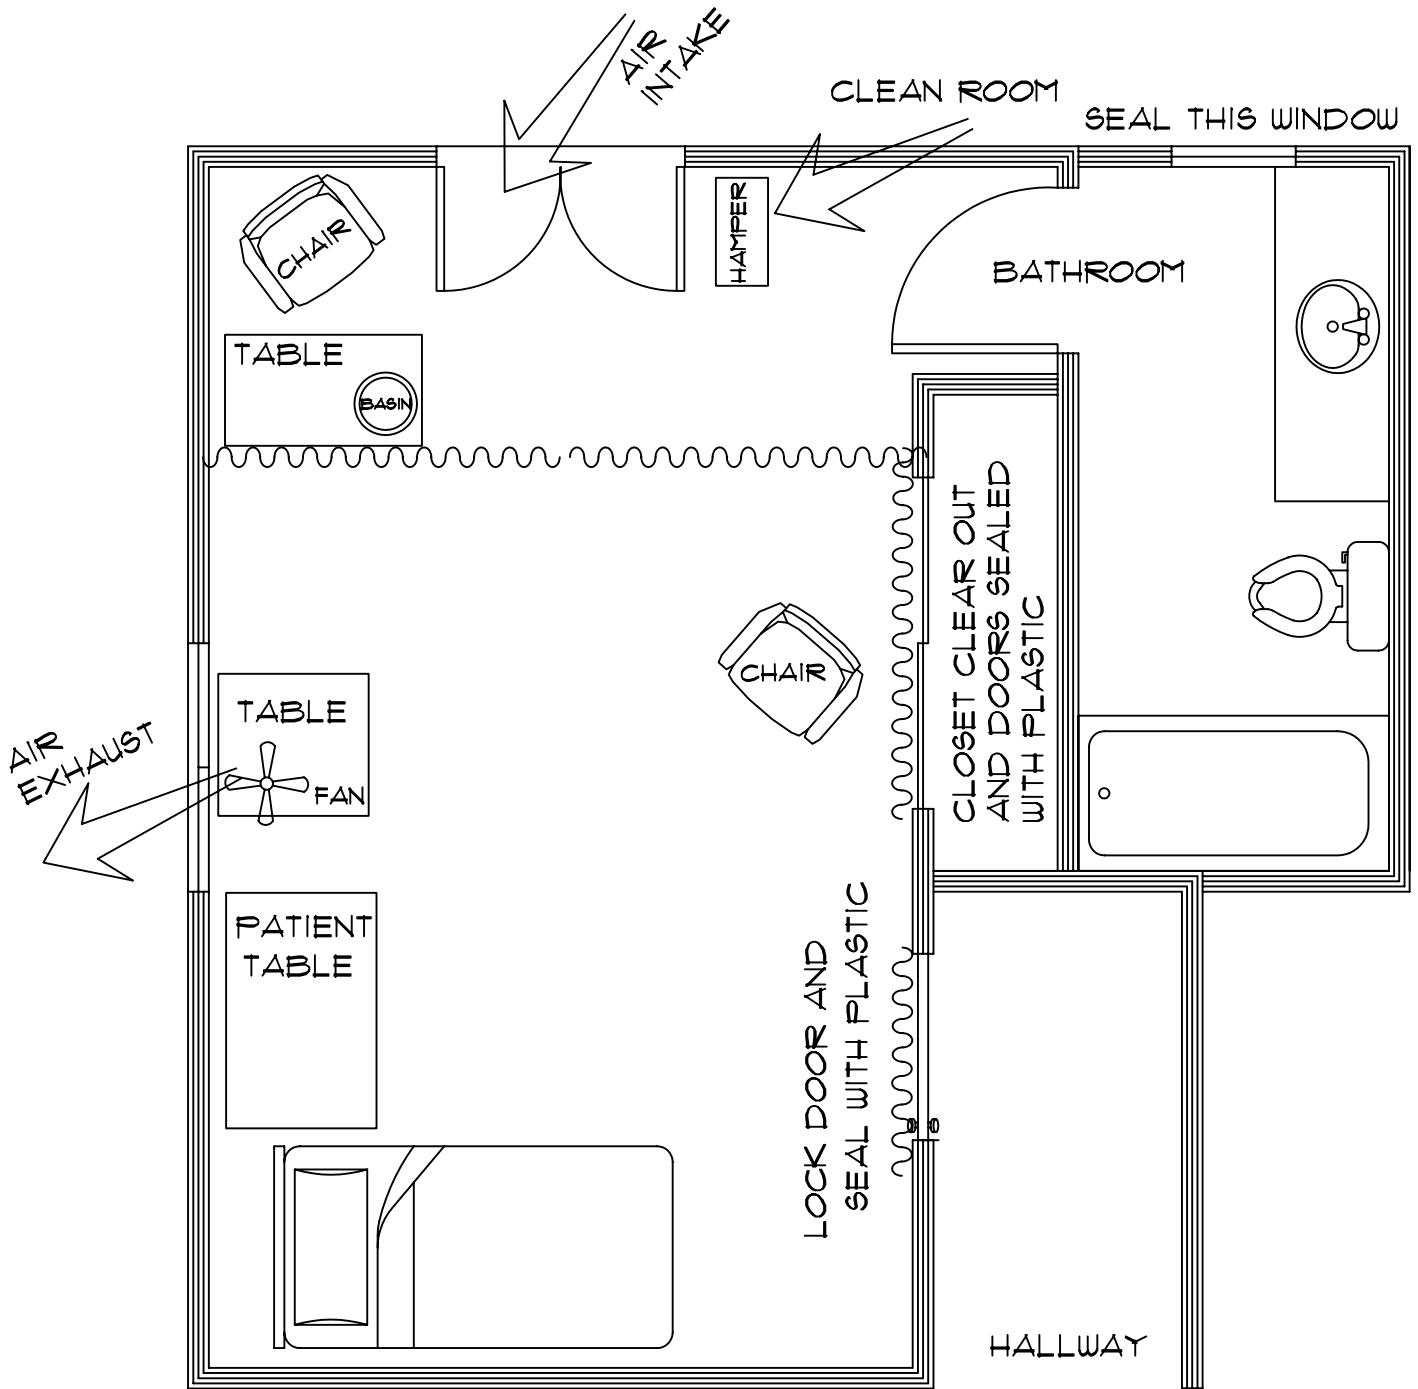 AIR
INTAKE
CLEAN ROOM
SEAL THIS WINDOW
CHAIR
HAMPER
BATHROOM
TABLE
BASIN
CLOSET CLEAR OUT
AND DOORS SEALED
WITH PLASTIC
CHAIR
TABLE
FAN
AIR
EXHAUST
PATIENT
TABLE
LOCK DOOR AND
SEAL WITH PLASTIC
HALLWAY